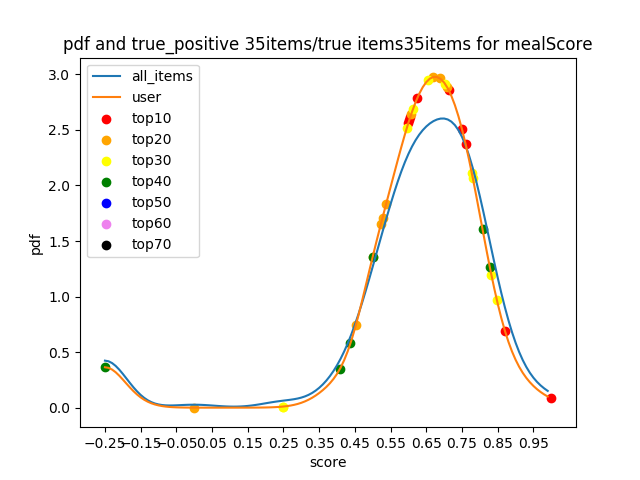 pdf and true_positive 35items/true items35items for mealScore
3.0
2.5
2.0
1.5
1.0
0.5
0.0
pdf
all_items
user
top10
top20
top30
top40
top50
top60
top70
−0.25 −0.15 −0.05 0.05 0.15 0.25 0.35 0.45 0.55 0.65 0.75 0.85 0.95
score